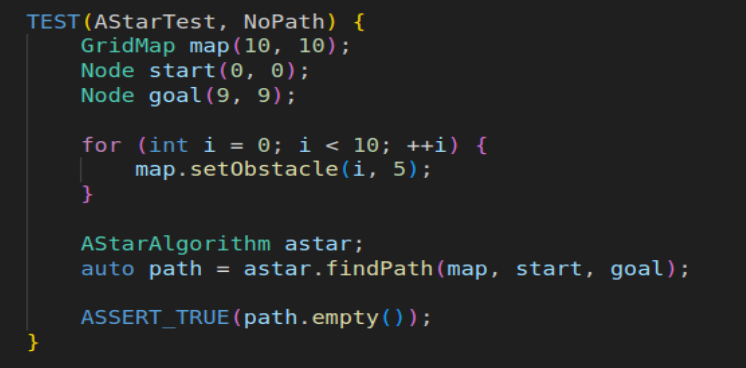 TEST(AStarTest, NoPath) {
    GridMap map(10, 10);
    Node start(0, 0);
    Node goal(9, 9);

    for (int i = 0; i < 10; ++i) {
        map.setObstacle(i, 5);
    }

    AStarAlgorithm astar;
    auto path = astar.findPath(map, start, goal);

    ASSERT_TRUE(path.empty());
}